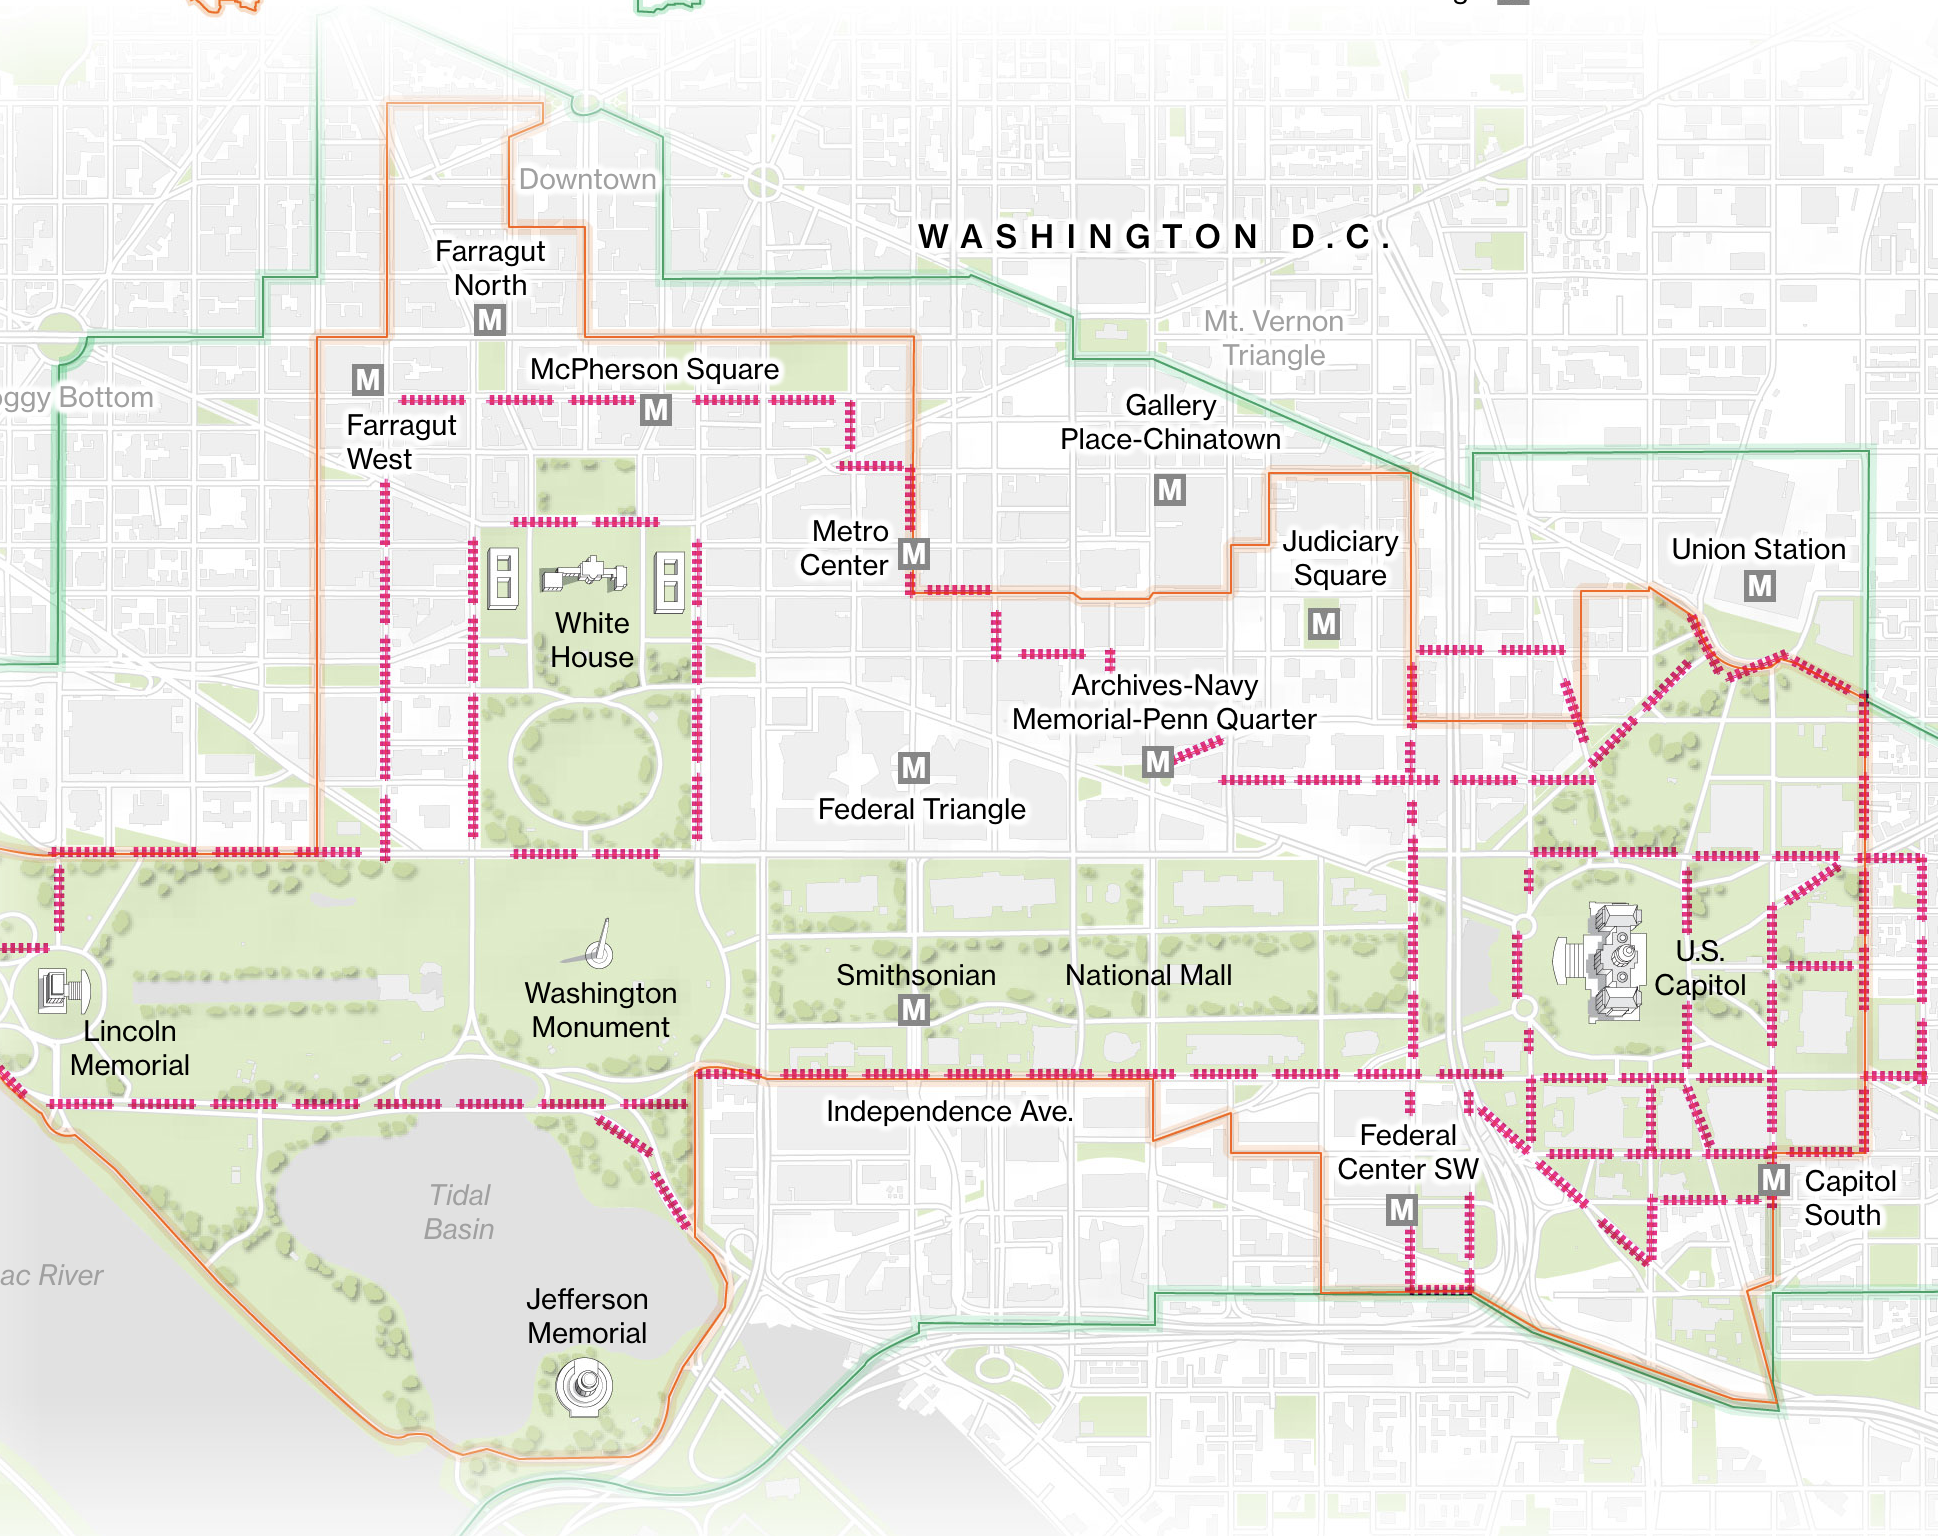 Downtown
WASHINGTON D.C.
Farragut
North
M
Mt. Vernon
Triangle
M
McPherson Square
M
oggy Bottom
Farragut
West
Gallery
Place-Chinatown
M
Metro
Center
M
Judiciary
Square
M
Union Station
M
White
House
Archives-Navy
Memorial-Penn Quarter
M
M
Federal Triangle
U.S.
Capitol
Smithsonian
M
National Mall
Washington
Monument
Lincoln
Memorial
Independence Ave.
Federal
Center SW
M
M
Capitol
South
Tidal
Basin
ac River
Jefferson
Memorial